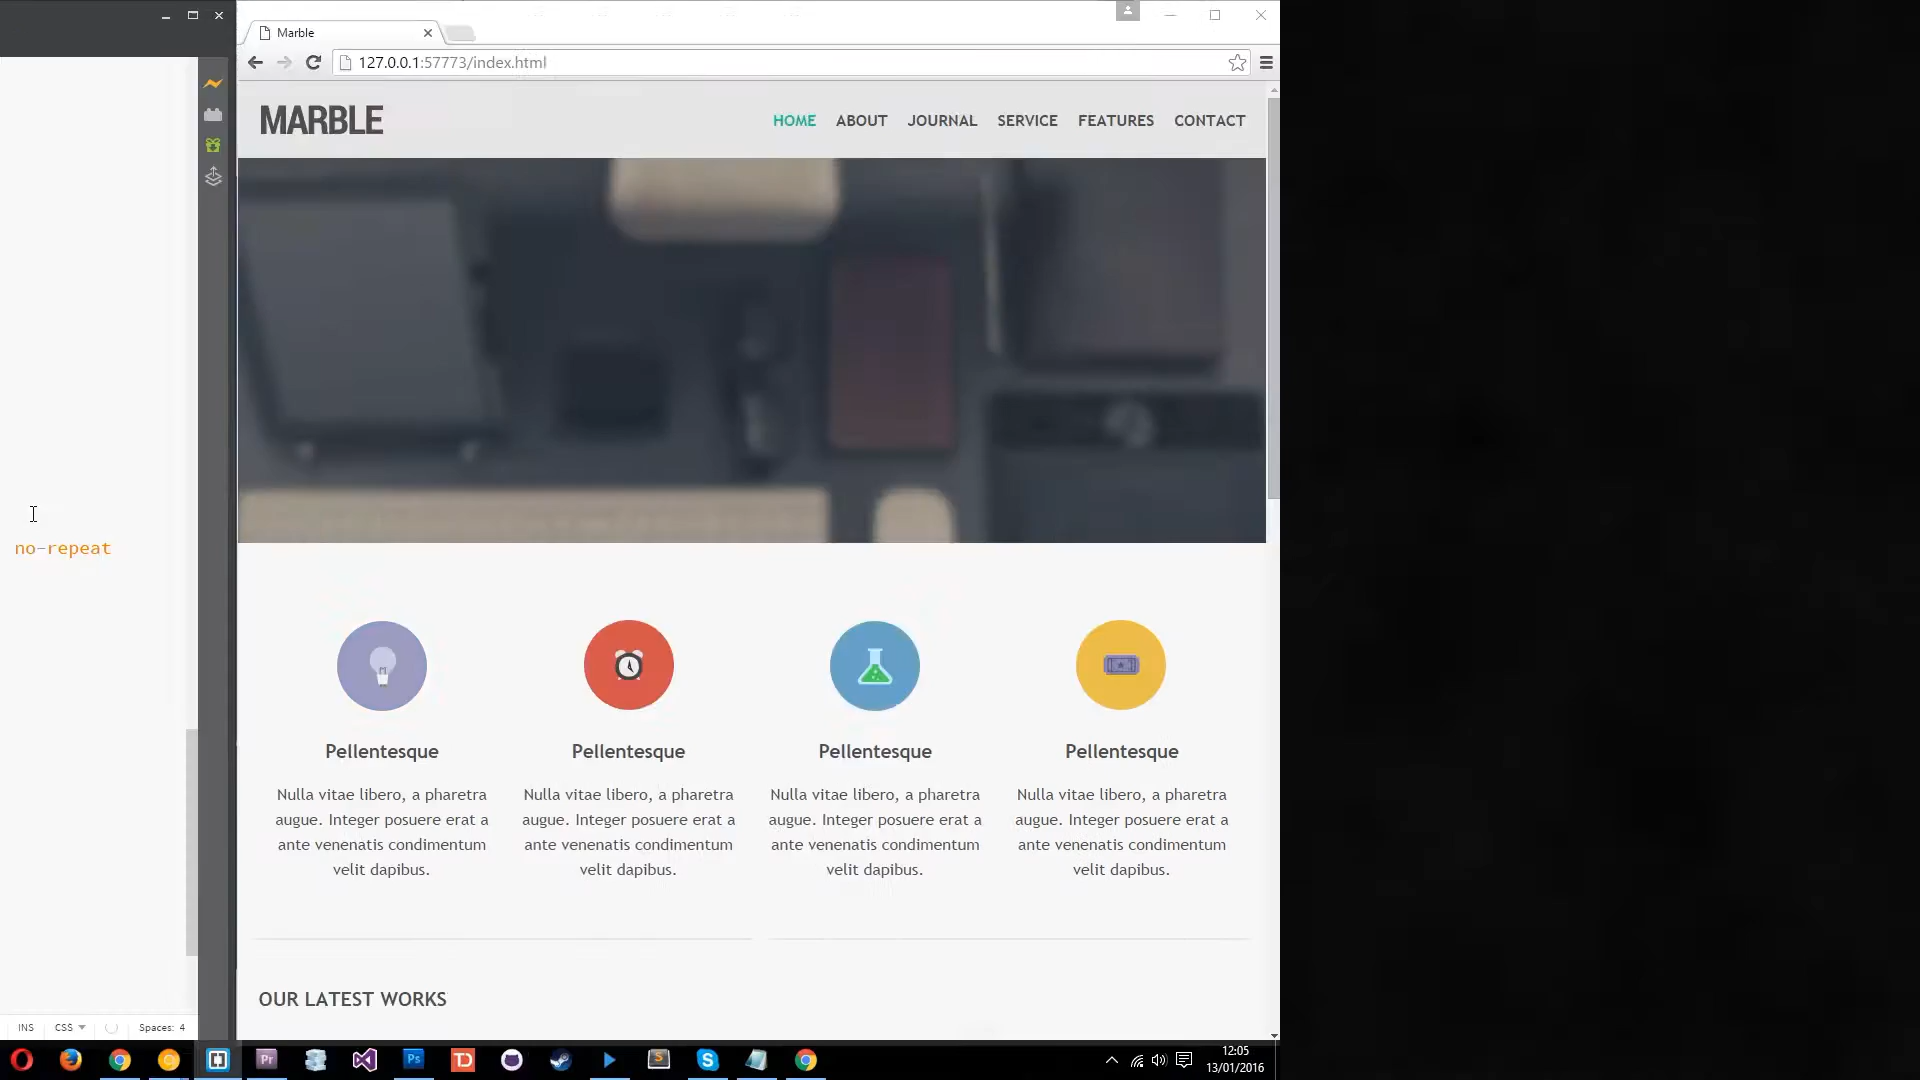 Marble
127.0.0.1:57773/index.html
MARBLE
HOME ABOUT JOURNAL SERVICE FEATURES CONTACT
no-repeat
Pellentesque
Nulla vitae libero, a pharetra
augue. Integer posuere erat a
ante venenatis condimentum
velit dapibus.
Pellentesque
Nulla vitae libero, a pharetra
augue. Integer posuere erat a
ante venenatis condimentum
velit dapibus.
Pellentesque
Nulla vitae libero, a pharetra
augue. Integer posuere erat a
ante venenatis condimentum
velit dapibus.
Pellentesque
Nulla vitae libero, a pharetra
augue. Integer posuere erat a
ante venenatis condimentum
velit dapibus.
OUR LATEST WORKS
INS CSS Spaces: 4
Pr Ps TD S
12:05
13/01/2016